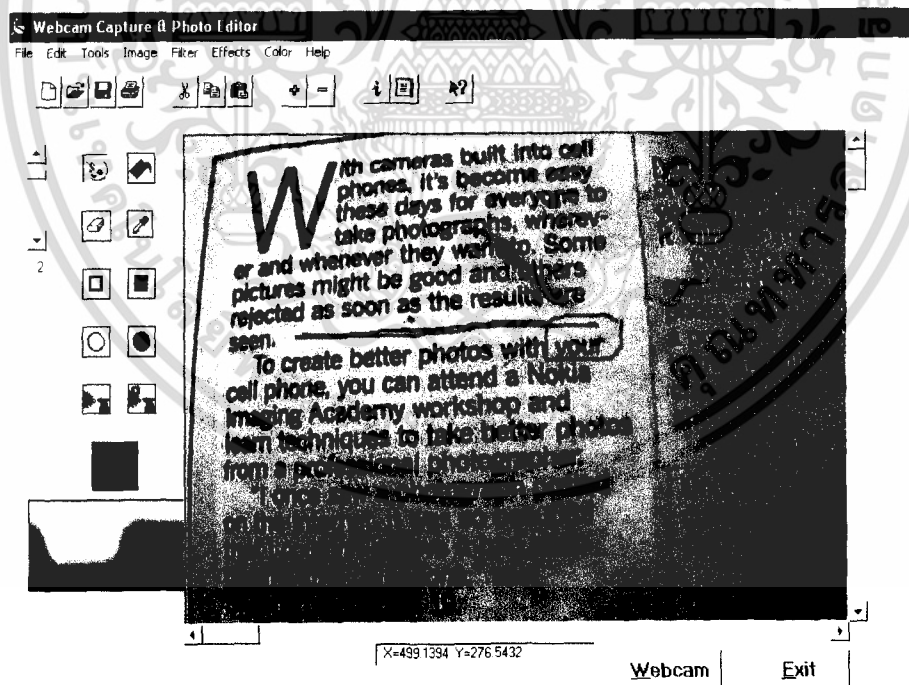 Webcam Capture & Photo Editor
File Edit Tools Image Filter Effects Color Help
2
With cameras built into cell
phones, it's become easy
these days for everyone to
take photographs, wherev-
er and whenever they want to. Some
pictures might be good and others
rejected as soon as the results are
seen.
To create better photos with your
cell phone, you can attend a Nokia
Imaging Academy workshop and
learn techniques to take better photos
from a professional
X=499.1394 Y=276.5432
Webcam
Exit